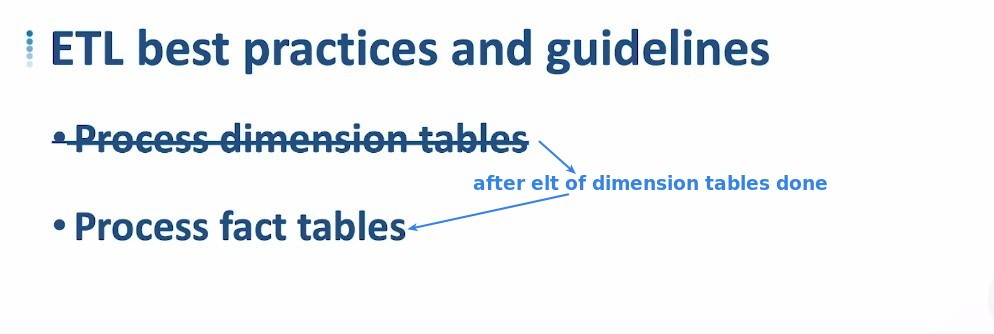 ETL best practices and guidelines
• Process dimension tables
after elt of dimension tables done
• Process fact tables